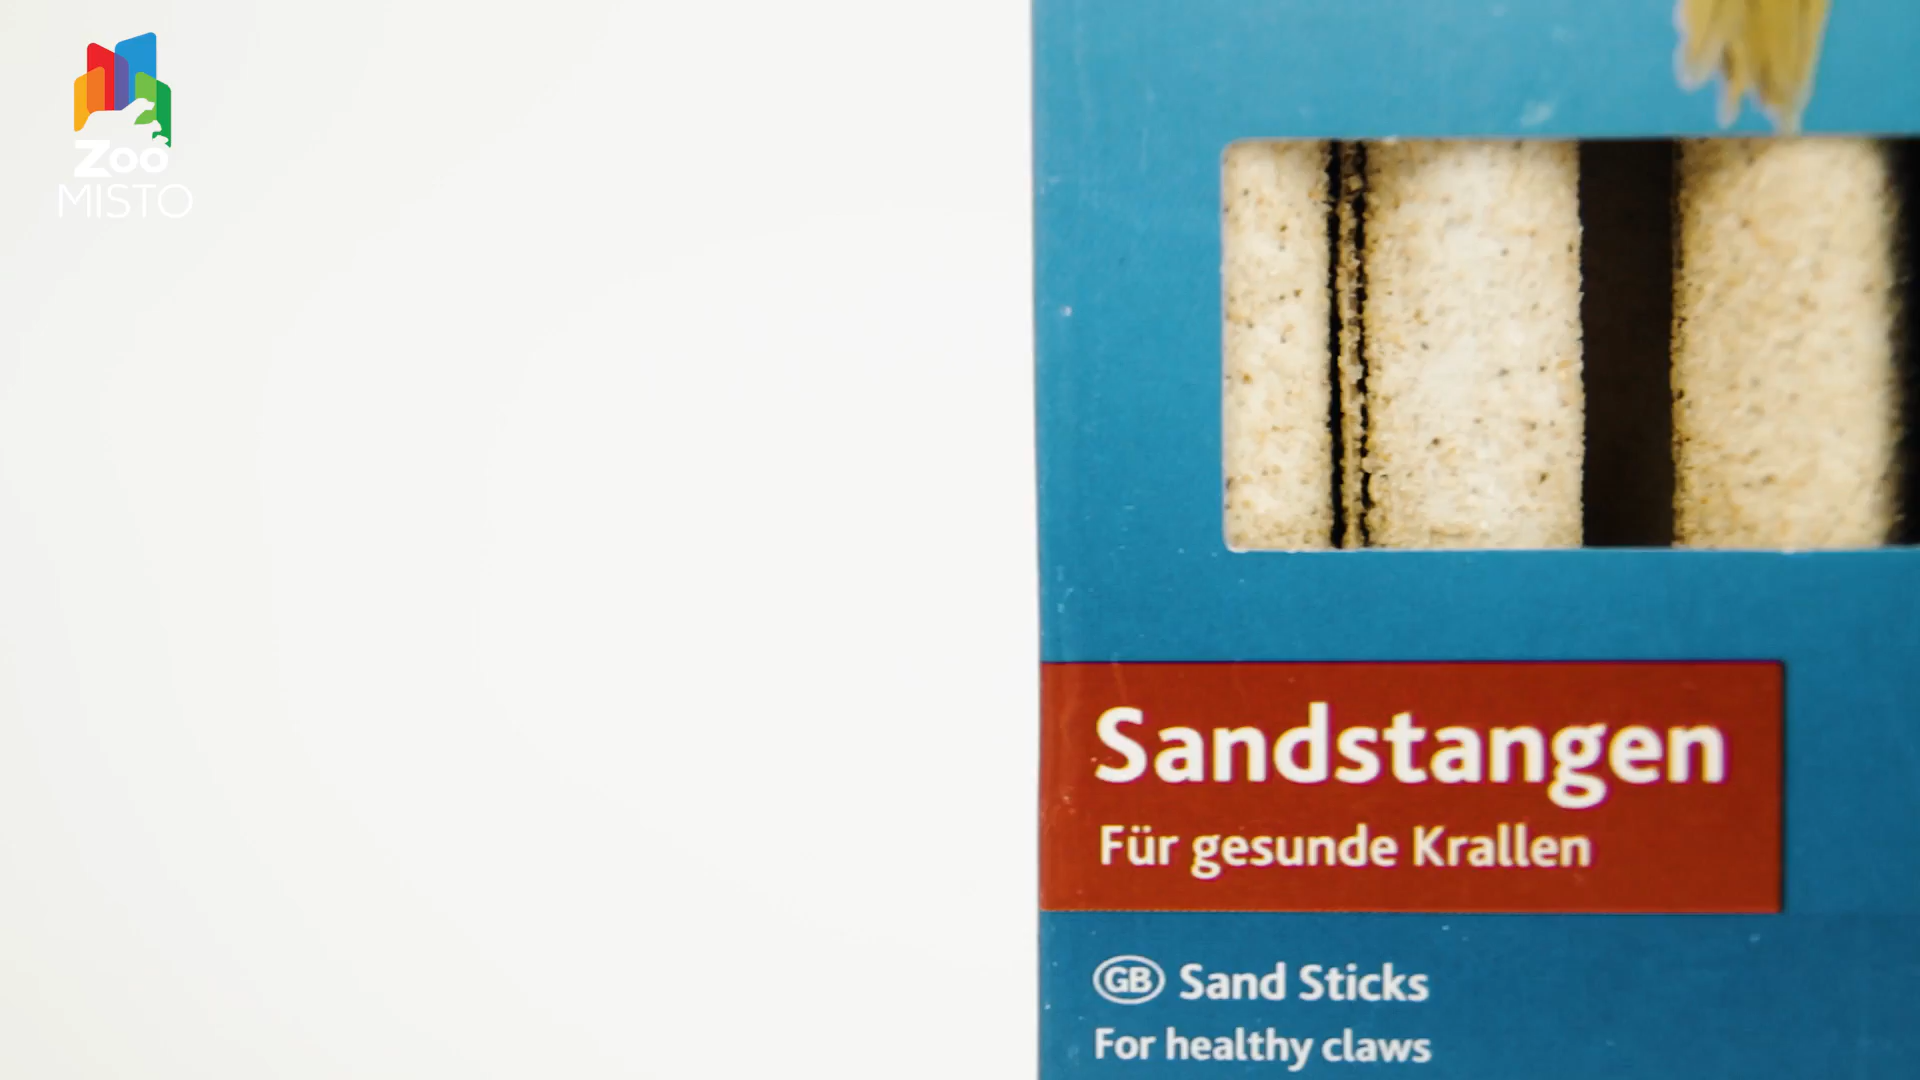 Zoo
MISTO
Sandstangen
Für gesunde Krallen
GB Sand Sticks
For healthy claws